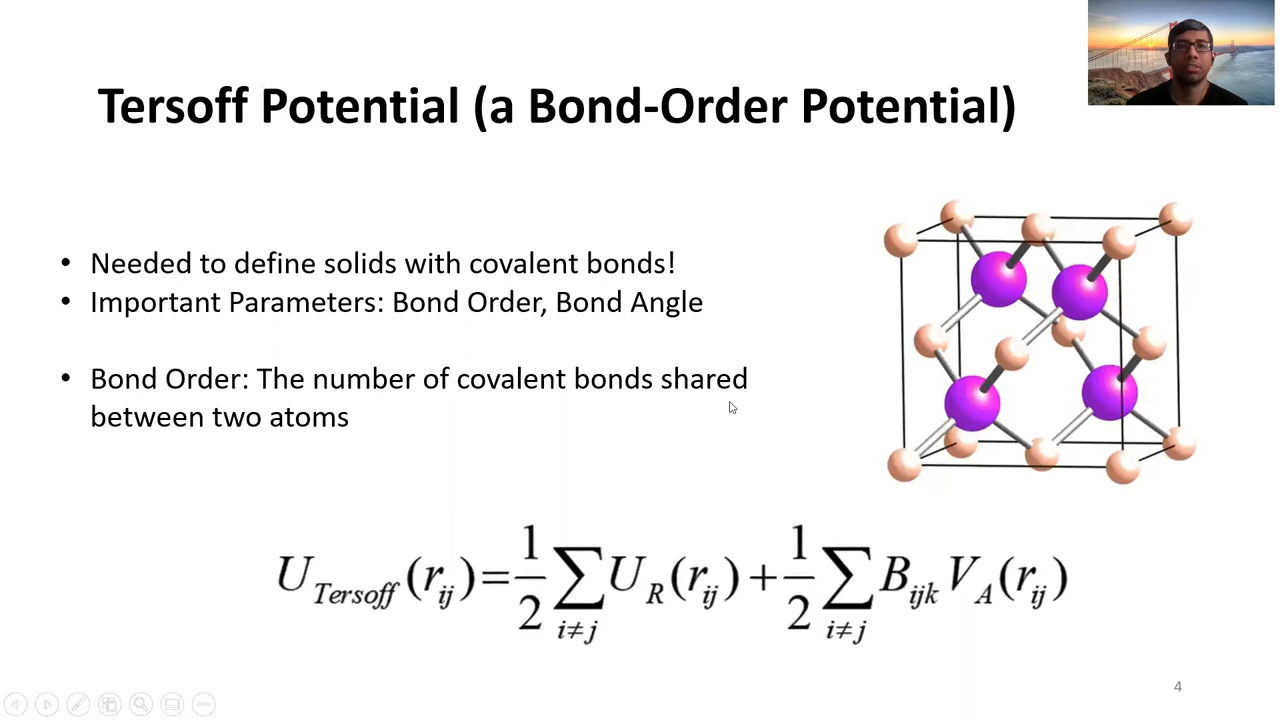 Tersoff Potential (a Bond-Order Potential)
• Needed to define solids with covalent bonds!
• Important Parameters: Bond Order, Bond Angle
• Bond Order: The number of covalent bonds shared
between two atoms
U_Tersoff(r_ij)=1/2 ∑_{i≠j} U_R(r_ij)+1/2 ∑_{i≠j} B_ijk V_A(r_ij)
4